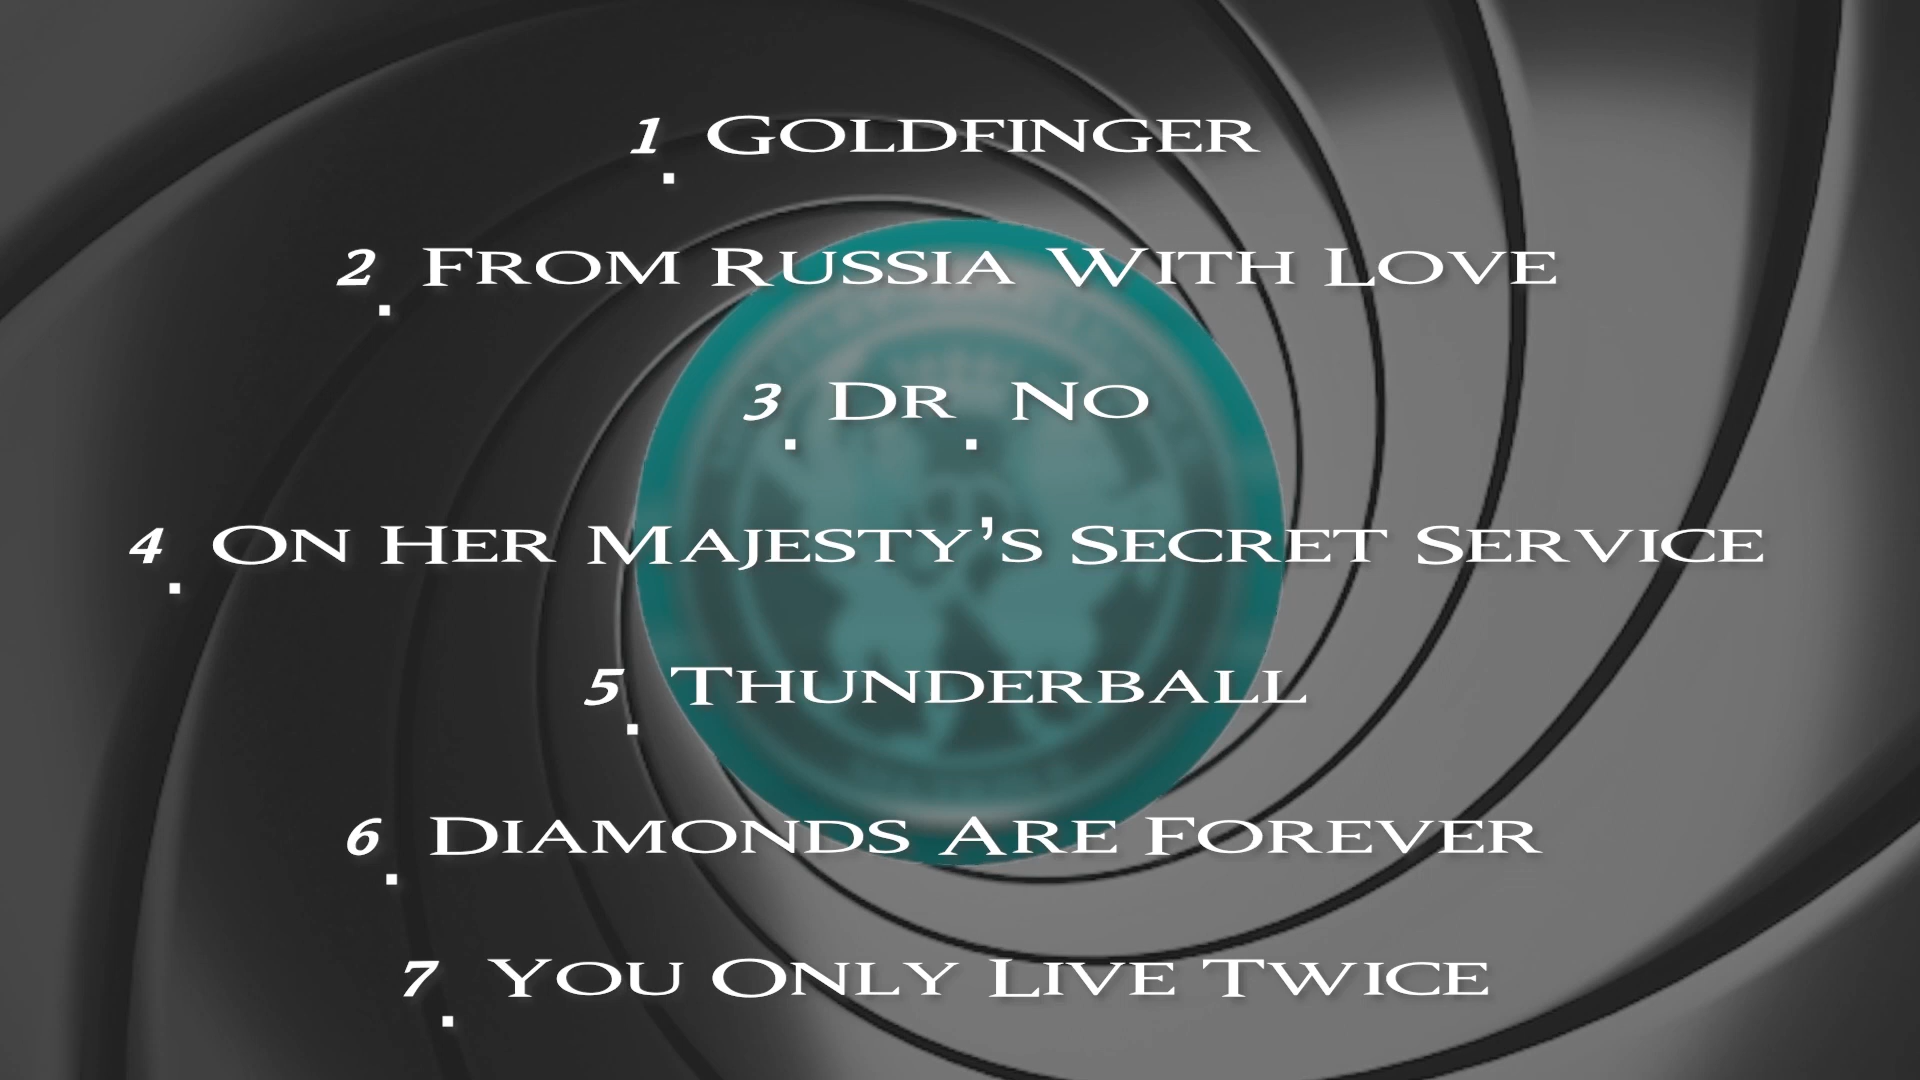 1. Goldfinger
2. From Russia With Love
3. Dr. No
4. On Her Majesty's Secret Service
5. Thunderball
6. Diamonds Are Forever
7. You Only Live Twice